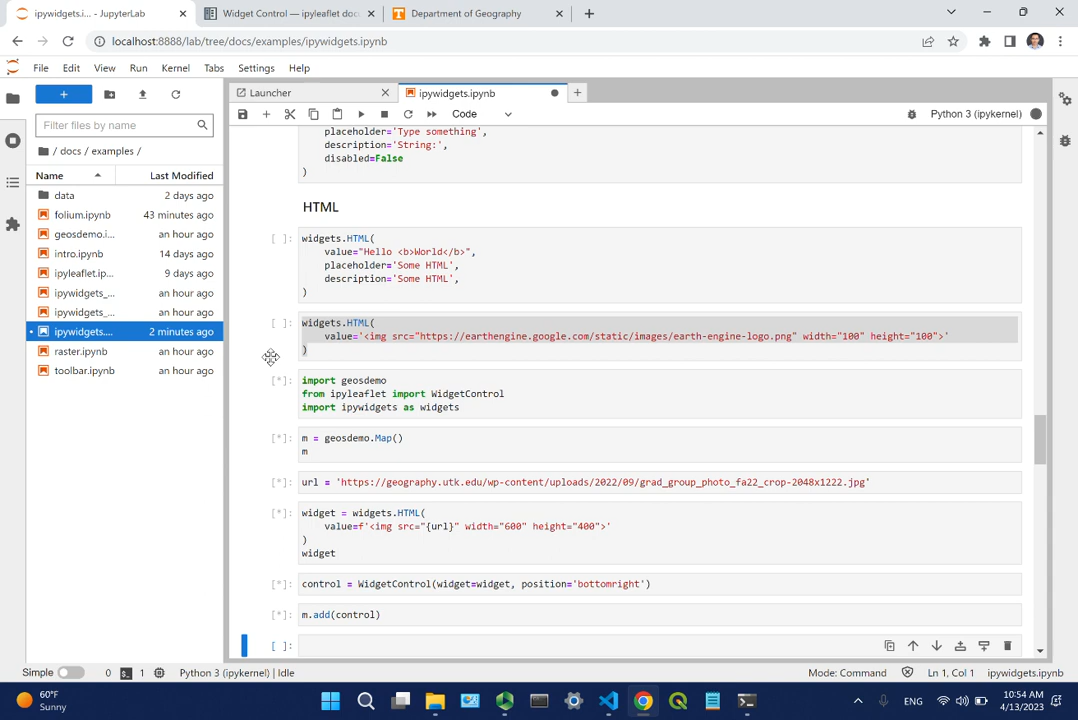 ipywidgets.i... - JupyterLab
Widget Control — ipyleaflet doc
Department of Geography
localhost:8888/lab/tree/docs/examples/ipywidgets.ipynb
File Edit View Run Kernel Tabs Settings Help
Launcher
ipywidgets.ipynb
Code
Python 3 (ipykernel)
Filter files by name
/ docs / examples /
Name Last Modified
data 2 days ago
folium.ipynb 43 minutes ago
geosdemo.i... an hour ago
intro.ipynb 14 days ago
ipyleaflet.ip... 9 days ago
ipywidgets_... an hour ago
ipywidgets_... an hour ago
ipywidgets.... 2 minutes ago
raster.ipynb an hour ago
toolbar.ipynb an hour ago
placeholder='Type something',
description='String:',
disabled=False
)
HTML
[ ]: widgets.HTML(
value="Hello <b>World</b>",
placeholder='Some HTML',
description='Some HTML',
)
[ ]: widgets.HTML(
value='<img src="https://earthengine.google.com/static/images/earth-engine-logo.png" width="100" height="100">'
)
[*]: import geosdemo
from ipyleaflet import WidgetControl
import ipywidgets as widgets
[*]: m = geosdemo.Map()
m
[*]: url = 'https://geography.utk.edu/wp-content/uploads/2022/09/grad_group_photo_fa22_crop-2048x1222.jpg'
[*]: widget = widgets.HTML(
value=f'<img src="{url}" width="600" height="400">'
)
widget
[*]: control = WidgetControl(widget=widget, position='bottomright')
[*]: m.add(control)
[ ]:
Simple 0 1 Python 3 (ipykernel) | Idle
Mode: Command Ln 1, Col 1 ipywidgets.ipynb
60°F
Sunny
ENG
10:54 AM
4/13/2023